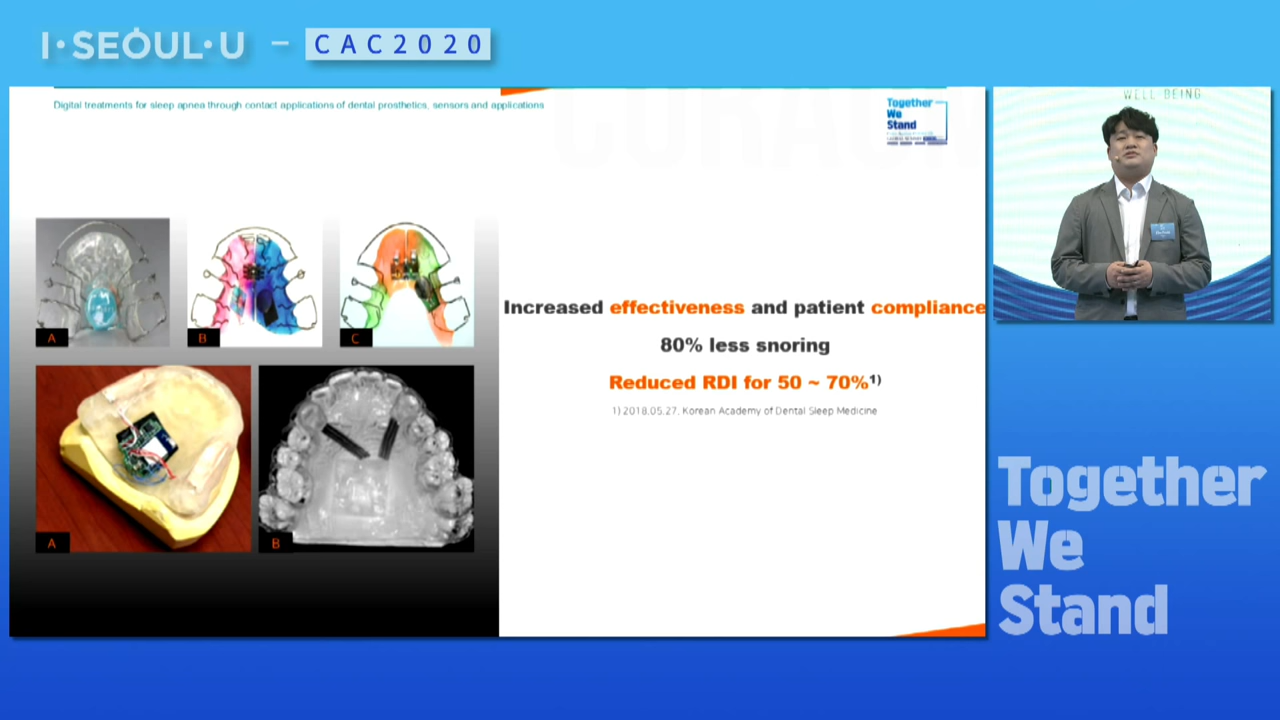 I·SEOUL·U – CAC2020
Digital treatments for sleep apnea through contact applications of dental prosthetics, sensors and applications
Together
We
Stand
WELL-BEING
A
B
C
A
B
Increased effectiveness and patient compliance
80% less snoring
Reduced RDI for 50 ~ 70%1)
1) 2018.05.27. Korean Academy of Dental Sleep Medicine
Together
We
Stand